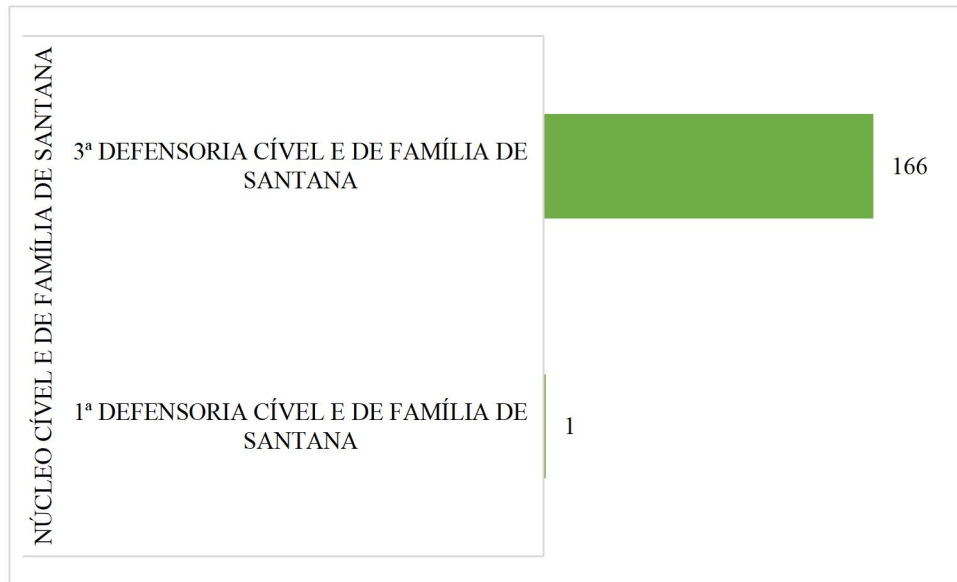 NÚCLEO CÍVEL E DE FAMÍLIA DE SANTANA
3ª DEFENSORIA CÍVEL E DE FAMÍLIA DE
SANTANA
166
1ª DEFENSORIA CÍVEL E DE FAMÍLIA DE
SANTANA
1